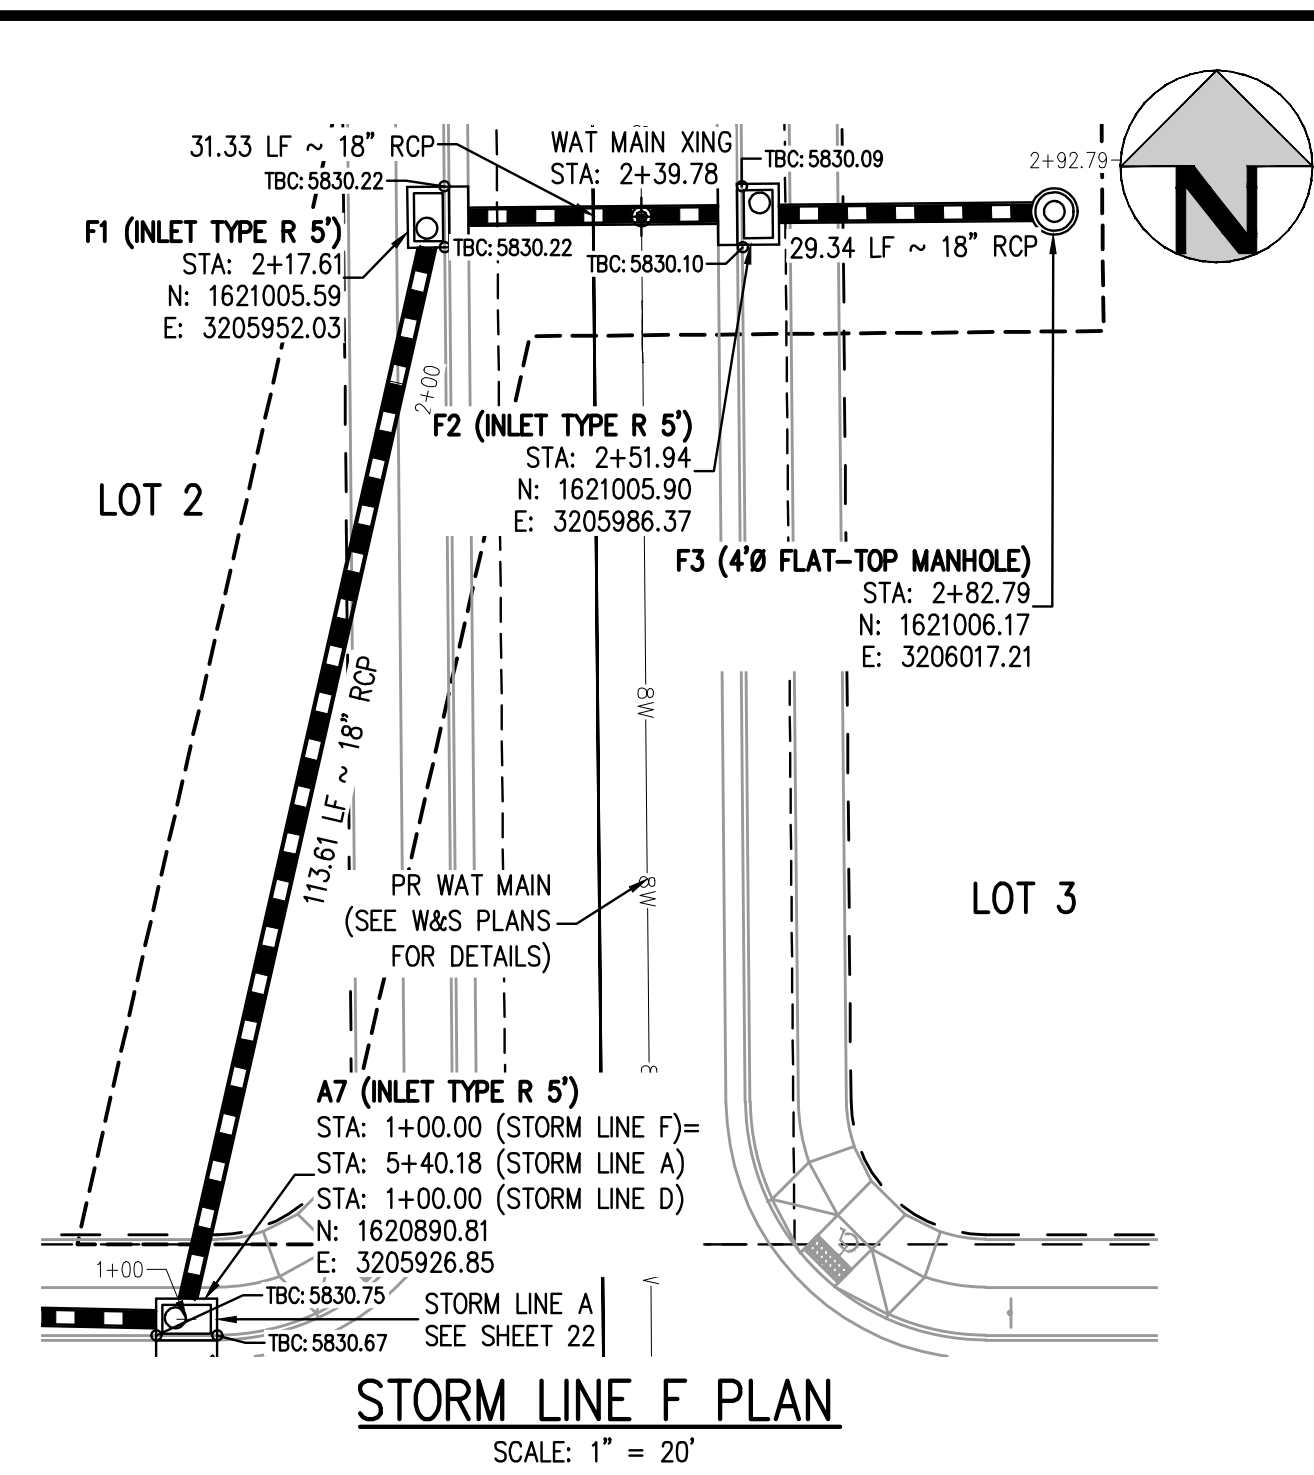 31.33 LF ~ 18" RCP
WAT MAIN XING
STA: 2+39.78
TBC: 5830.22
TBC: 5830.09
2+92.79
N
F1 (INLET TYPE R 5')
STA: 2+17.61
N: 1621005.59
E: 3205952.03
TBC: 5830.22
TBC: 5830.10
29.34 LF ~ 18" RCP
2+00
F2 (INLET TYPE R 5')
STA: 2+51.94
N: 1621005.90
E: 3205986.37
LOT 2
F3 (4'Ø FLAT-TOP MANHOLE)
STA: 2+82.79
N: 1621006.17
E: 3206017.21
113.61 LF ~ 18" RCP
8W
8W
PR WAT MAIN
(SEE W&S PLANS
FOR DETAILS)
LOT 3
A7 (INLET TYPE R 5')
STA: 1+00.00 (STORM LINE F)=
STA: 5+40.18 (STORM LINE A)
STA: 1+00.00 (STORM LINE D)
N: 1620890.81
E: 3205926.85
1+00
TBC: 5830.75
TBC: 5830.67
STORM LINE A
SEE SHEET 22
STORM LINE F PLAN
SCALE: 1" = 20'